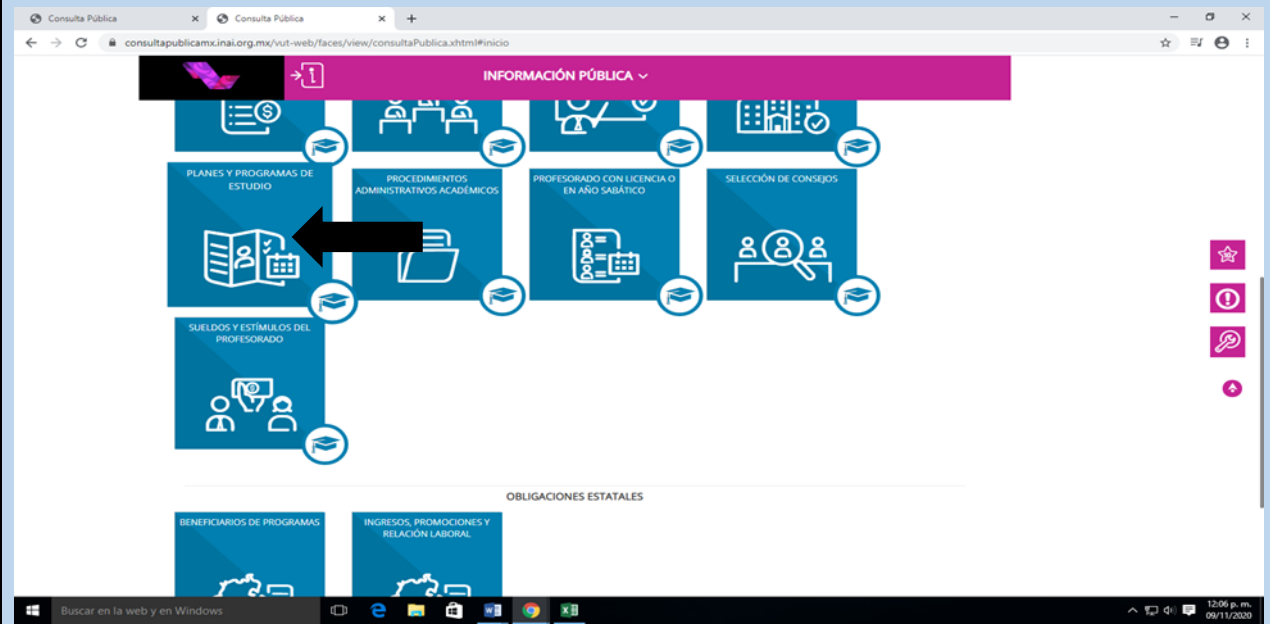 Consulta Pública
Consulta Pública
consultapublicamx.inai.org.mx/vut-web/faces/view/consultaPublica.xhtml#inicio
INFORMACIÓN PÚBLICA
PLANES Y PROGRAMAS DE
ESTUDIO
PROCEDIMIENTOS
ADMINISTRATIVOS ACADÉMICOS
PROFESORADO CON LICENCIA O
EN AÑO SABÁTICO
SELECCIÓN DE CONSEJOS
SUELDOS Y ESTÍMULOS DEL
PROFESORADO
OBLIGACIONES ESTATALES
BENEFICIARIOS DE PROGRAMAS
INGRESOS, PROMOCIONES Y
RELACIÓN LABORAL
Buscar en la web y en Windows
12:06 p. m.
09/11/2020